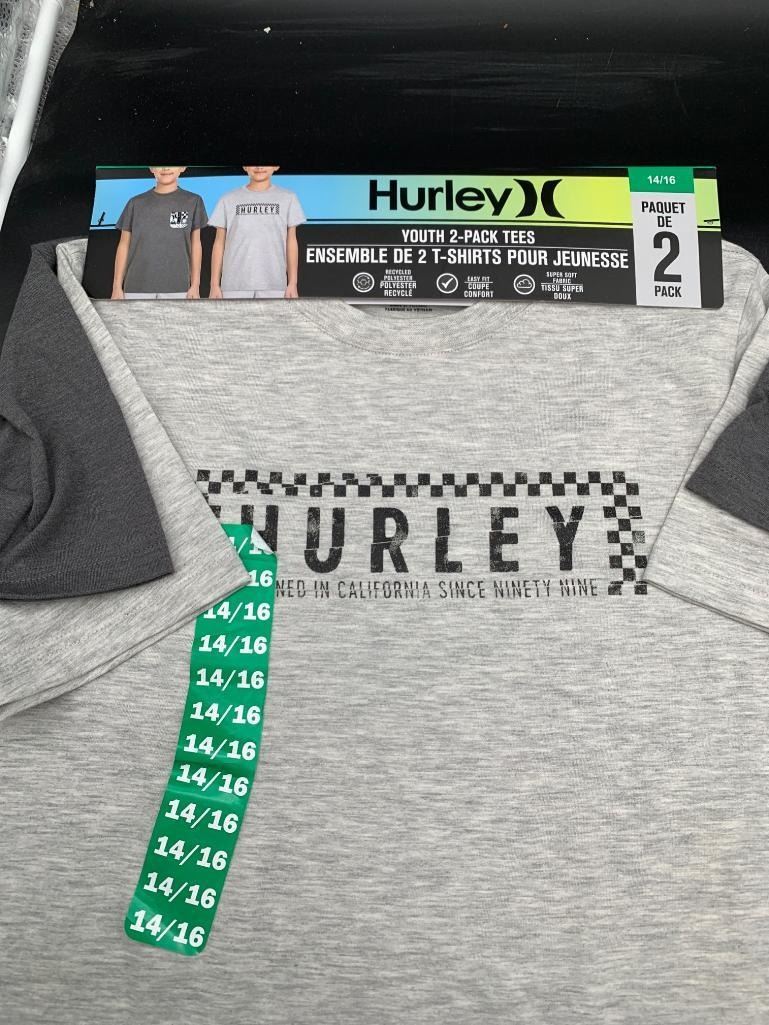 Hurley
14/16
PAQUET
DE
2
PACK
HURLEY
YOUTH 2-PACK TEES
ENSEMBLE DE 2 T-SHIRTS POUR JEUNESSE
RECYCLED
POLYESTER
POLYESTER
RECYCLÉ
EASY FIT
COUPE
CONFORT
SUPER SOFT
FABRIC
TISSU SUPER
DOUX
HURLEY
NED IN CALIFORNIA SINCE NINETY NINE
16
14/16
14/16
14/16
14/16
14/16
14/16
14/16
14/16
14/16
14/16